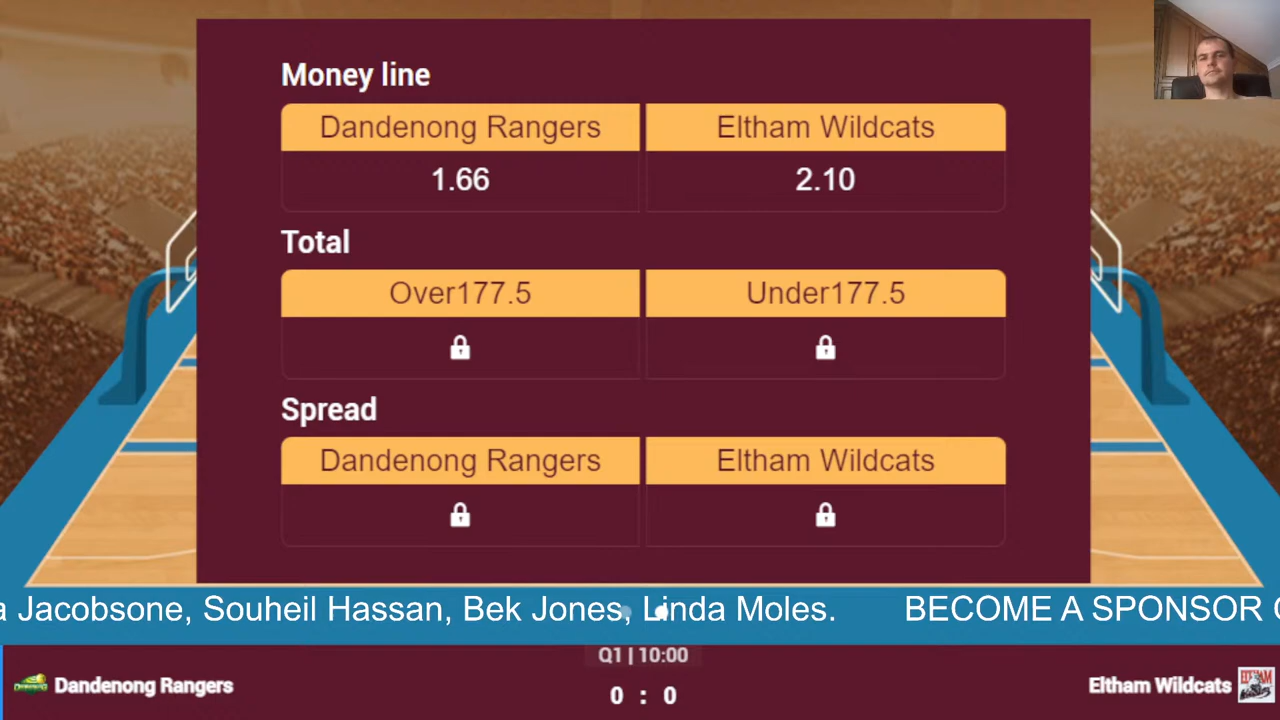 Money line
Dandenong Rangers
Eltham Wildcats
1.66
2.10
Total
Over177.5
Under177.5
Spread
Dandenong Rangers
Eltham Wildcats
a Jacobsone, Souheil Hassan, Bek Jones, Linda Moles.
BECOME A SPONSOR
Q1 | 10:00
Dandenong Rangers
0 : 0
Eltham Wildcats